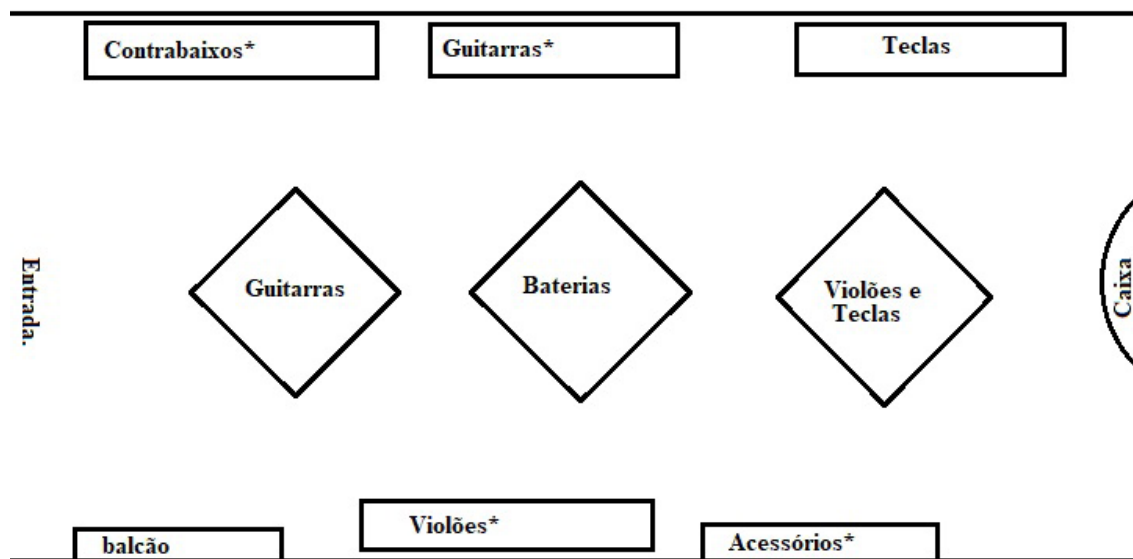 Contrabaixos*
Guitarras*
Teclas
Entrada.
Guitarras
Baterias
Violões e
Teclas
Caixa
balcão
Violões*
Acessórios*